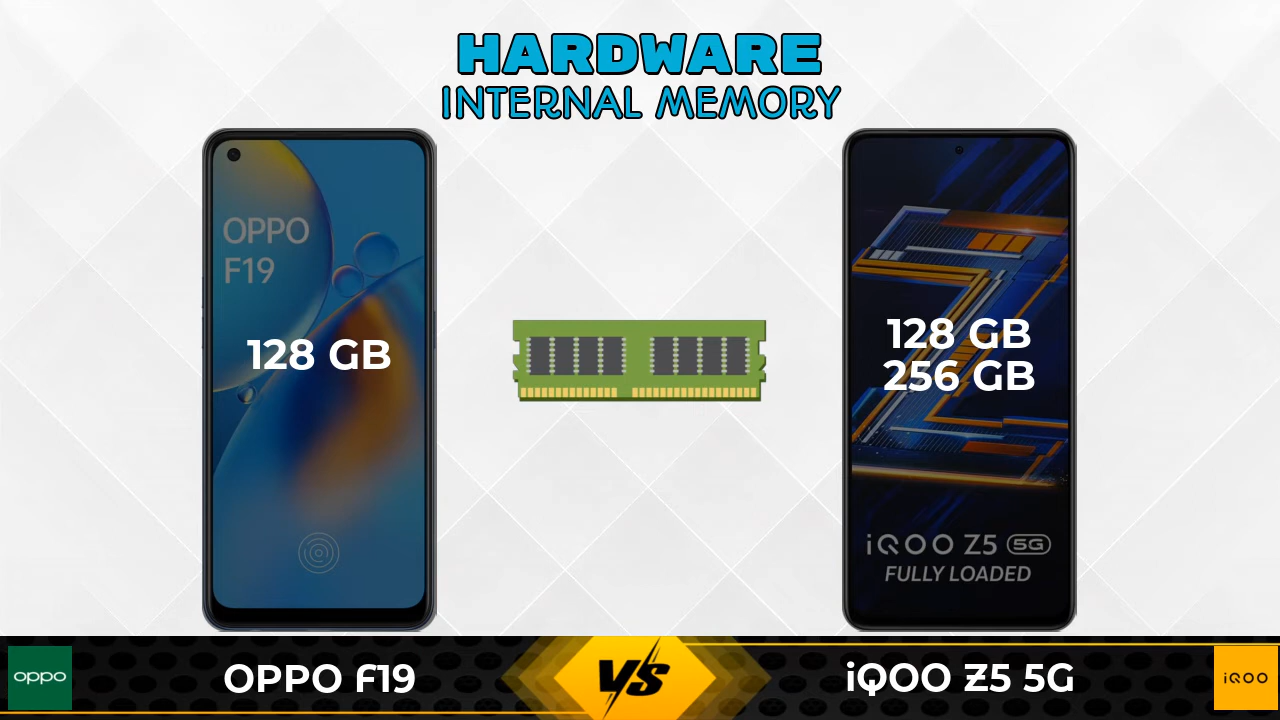 HARDWARE
INTERNAL MEMORY
OPPO
F19
128 GB
128 GB
256 GB
iQOO Z5 5G
FULLY LOADED
oppo
OPPO F19
VS
iQOO Z5 5G
iQOO